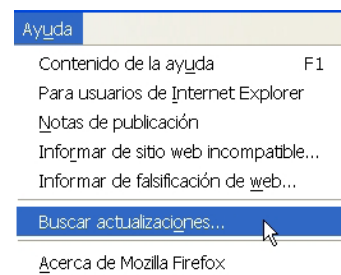 Ayuda
Contenido de la ayuda F1
Para usuarios de Internet Explorer
Notas de publicación
Informar de sitio web incompatible...
Informar de falsificación de web...
Buscar actualizaciones...
Acerca de Mozilla Firefox